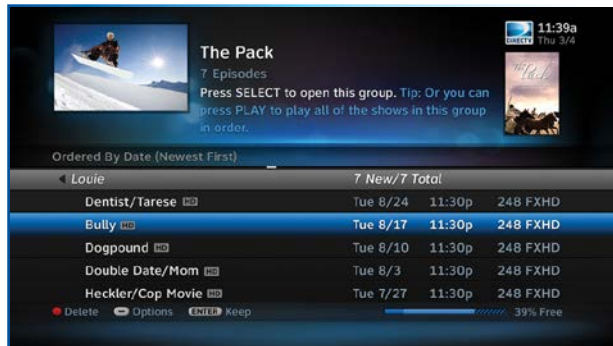 11:39a
DIRECTV Thu 3/4
The Pack
7 Episodes
Press SELECT to open this group. Tip: Or you can
press PLAY to play all of the shows in this group
in order.
The Pack
Ordered By Date (Newest First)
Louie 7 New/7 Total
Dentist/Tarese HD Tue 8/24 11:30p 248 FXHD
Bully HD Tue 8/17 11:30p 248 FXHD
Dogpound HD Tue 8/10 11:30p 248 FXHD
Double Date/Mom HD Tue 8/3 11:30p 248 FXHD
Heckler/Cop Movie HD Tue 7/27 11:30p 248 FXHD
Delete Options ENTER Keep 39% Free